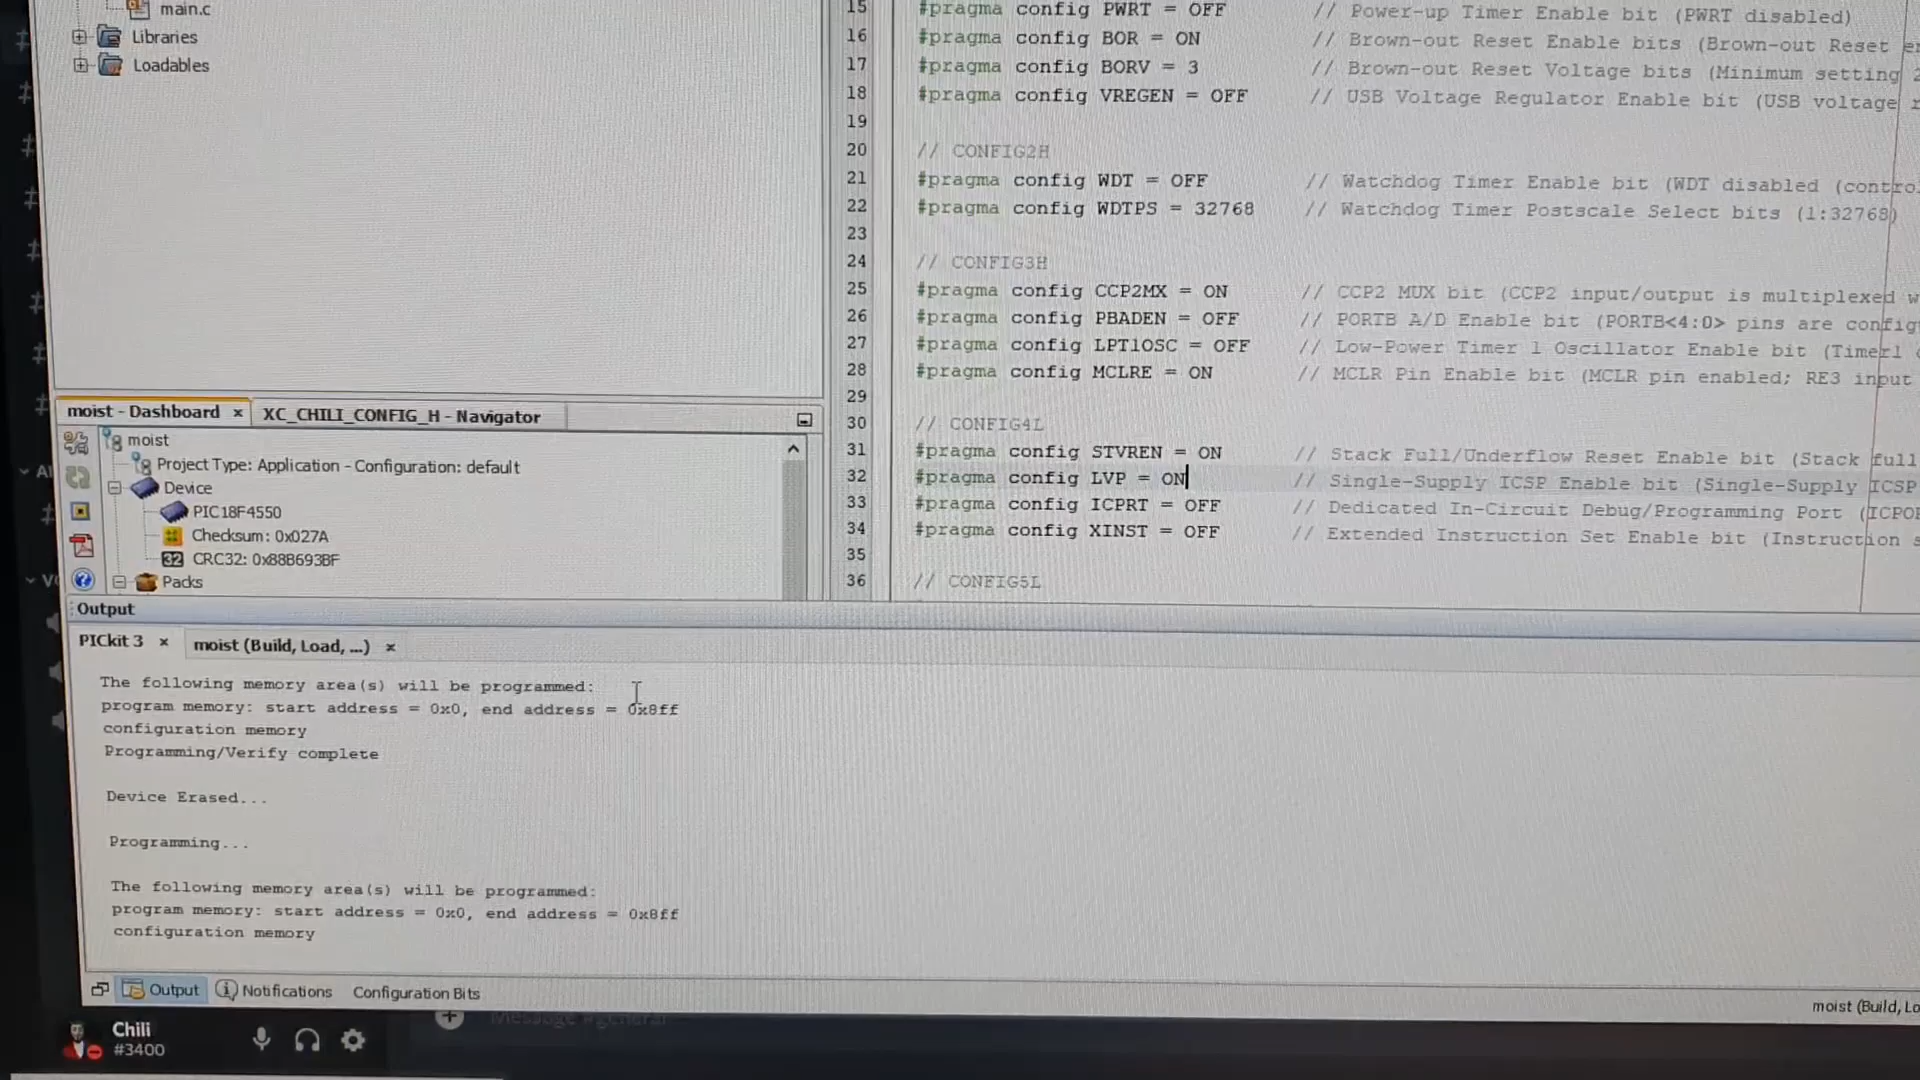 main.c
Libraries
Loadables
15 #pragma config PWRT = OFF // Power-up Timer Enable bit (PWRT disabled)
16 #pragma config BOR = ON // Brown-out Reset Enable bits (Brown-out Reset
17 #pragma config BORV = 3 // Brown-out Reset Voltage bits (Minimum setting
18 #pragma config VREGEN = OFF // USB Voltage Regulator Enable bit (USB voltage
19
20 // CONFIG2H
21 #pragma config WDT = OFF // Watchdog Timer Enable bit (WDT disabled (contro
22 #pragma config WDTPS = 32768 // Watchdog Timer Postscale Select bits (1:32768)
23
24 // CONFIG3H
25 #pragma config CCP2MX = ON // CCP2 MUX bit (CCP2 input/output is multiplexed w
26 #pragma config PBADEN = OFF // PORTB A/D Enable bit (PORTB<4:0> pins are config
27 #pragma config LPT1OSC = OFF // Low-Power Timer 1 Oscillator Enable bit (Timer1
28 #pragma config MCLRE = ON // MCLR Pin Enable bit (MCLR pin enabled; RE3 input
29
30 // CONFIG4L
31 #pragma config STVREN = ON // Stack Full/Underflow Reset Enable bit (Stack full
32 #pragma config LVP = ON // Single-Supply ICSP Enable bit (Single-Supply ICSP
33 #pragma config ICPRT = OFF // Dedicated In-Circuit Debug/Programming Port (ICPO
34 #pragma config XINST = OFF // Extended Instruction Set Enable bit (Instruction s
35
36 // CONFIG5L
moist - Dashboard × XC_CHILI_CONFIG_H - Navigator
moist
Project Type: Application - Configuration: default
Device
PIC18F4550
Checksum: 0x027A
32 CRC32: 0x88B693BF
Packs
Output
PICkit 3 × moist (Build, Load, ...) ×
The following memory area(s) will be programmed:
program memory: start address = 0x0, end address = 0x8ff
configuration memory
Programming/Verify complete
Device Erased...
Programming...
The following memory area(s) will be programmed:
program memory: start address = 0x0, end address = 0x8ff
configuration memory
Output Notifications Configuration Bits
moist (Build, Lo
Chili
#3400
Message #general